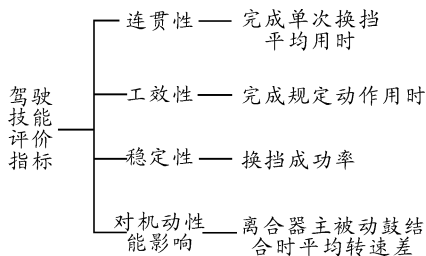 驾驶
技能
评价
指标
连贯性
完成单次换挡
平均用时
工效性
完成规定动作用时
稳定性
换挡成功率
对机动性
能影响
离合器主被动鼓结
合时平均转速差